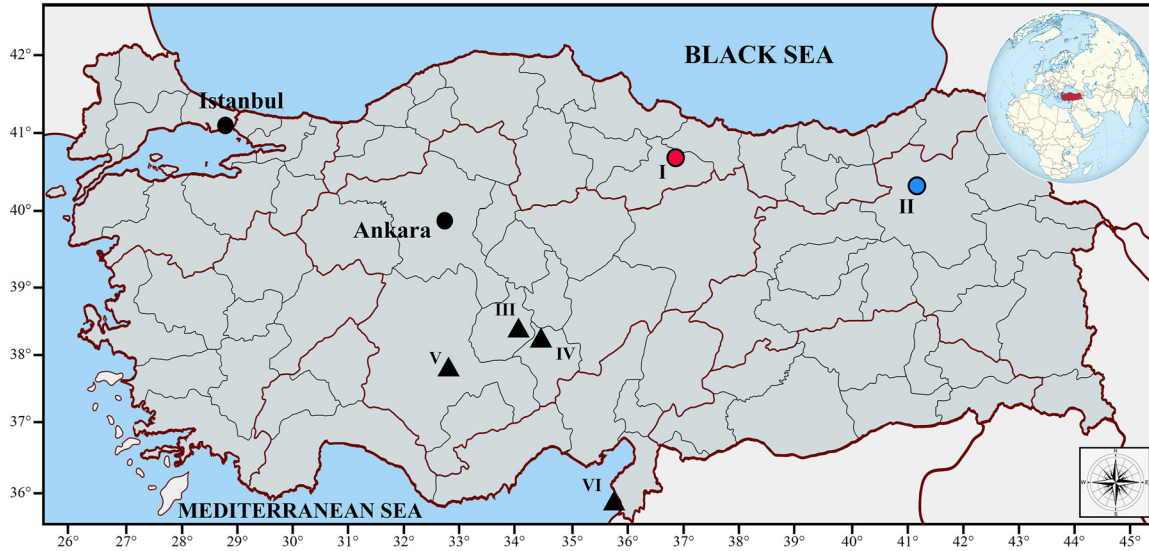 BLACK SEA
42°
Istanbul
41°
I
II
40°
Ankara
39°
III
IV
38°
V
37°
VI
36°
MEDITERRANEAN SEA
N
W
E
S
26° 27° 28° 29° 30° 31° 32° 33° 34° 35° 36° 37° 38° 39° 40° 41° 42° 43° 44° 45°